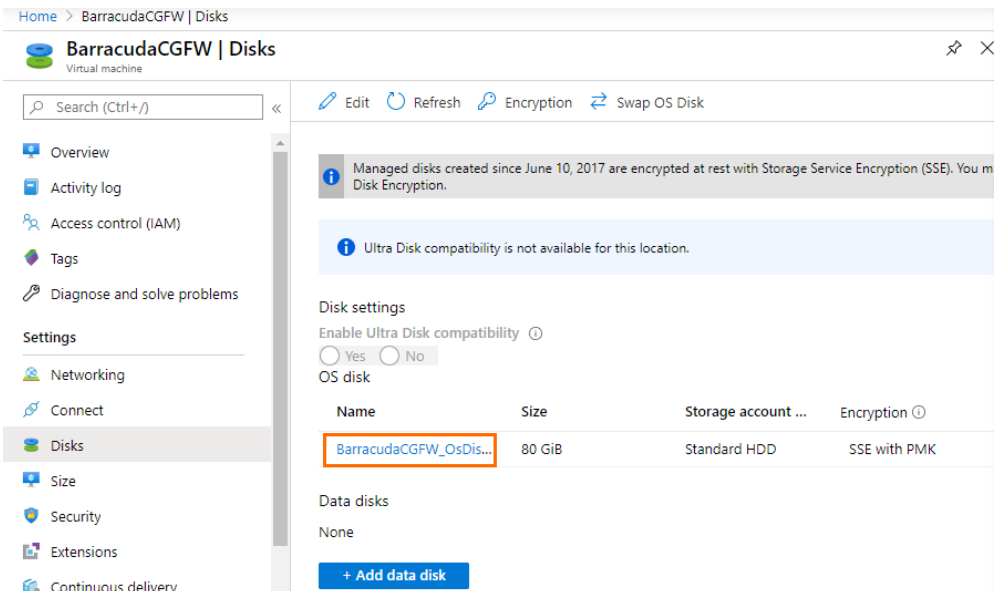 Home > BarracudaCGFW | Disks
BarracudaCGFW | Disks
Virtual machine
Search (Ctrl+/)
«
Overview
Activity log
Access control (IAM)
Tags
Diagnose and solve problems
Settings
Networking
Connect
Disks
Size
Security
Extensions
Continuous delivery
Edit Refresh Encryption Swap OS Disk
Managed disks created since June 10, 2017 are encrypted at rest with Storage Service Encryption (SSE). You m
Disk Encryption.
Ultra Disk compatibility is not available for this location.
Disk settings
Enable Ultra Disk compatibility
Yes No
OS disk
Name Size Storage account ... Encryption
BarracudaCGFW_OsDis... 80 GiB Standard HDD SSE with PMK
Data disks
None
+ Add data disk